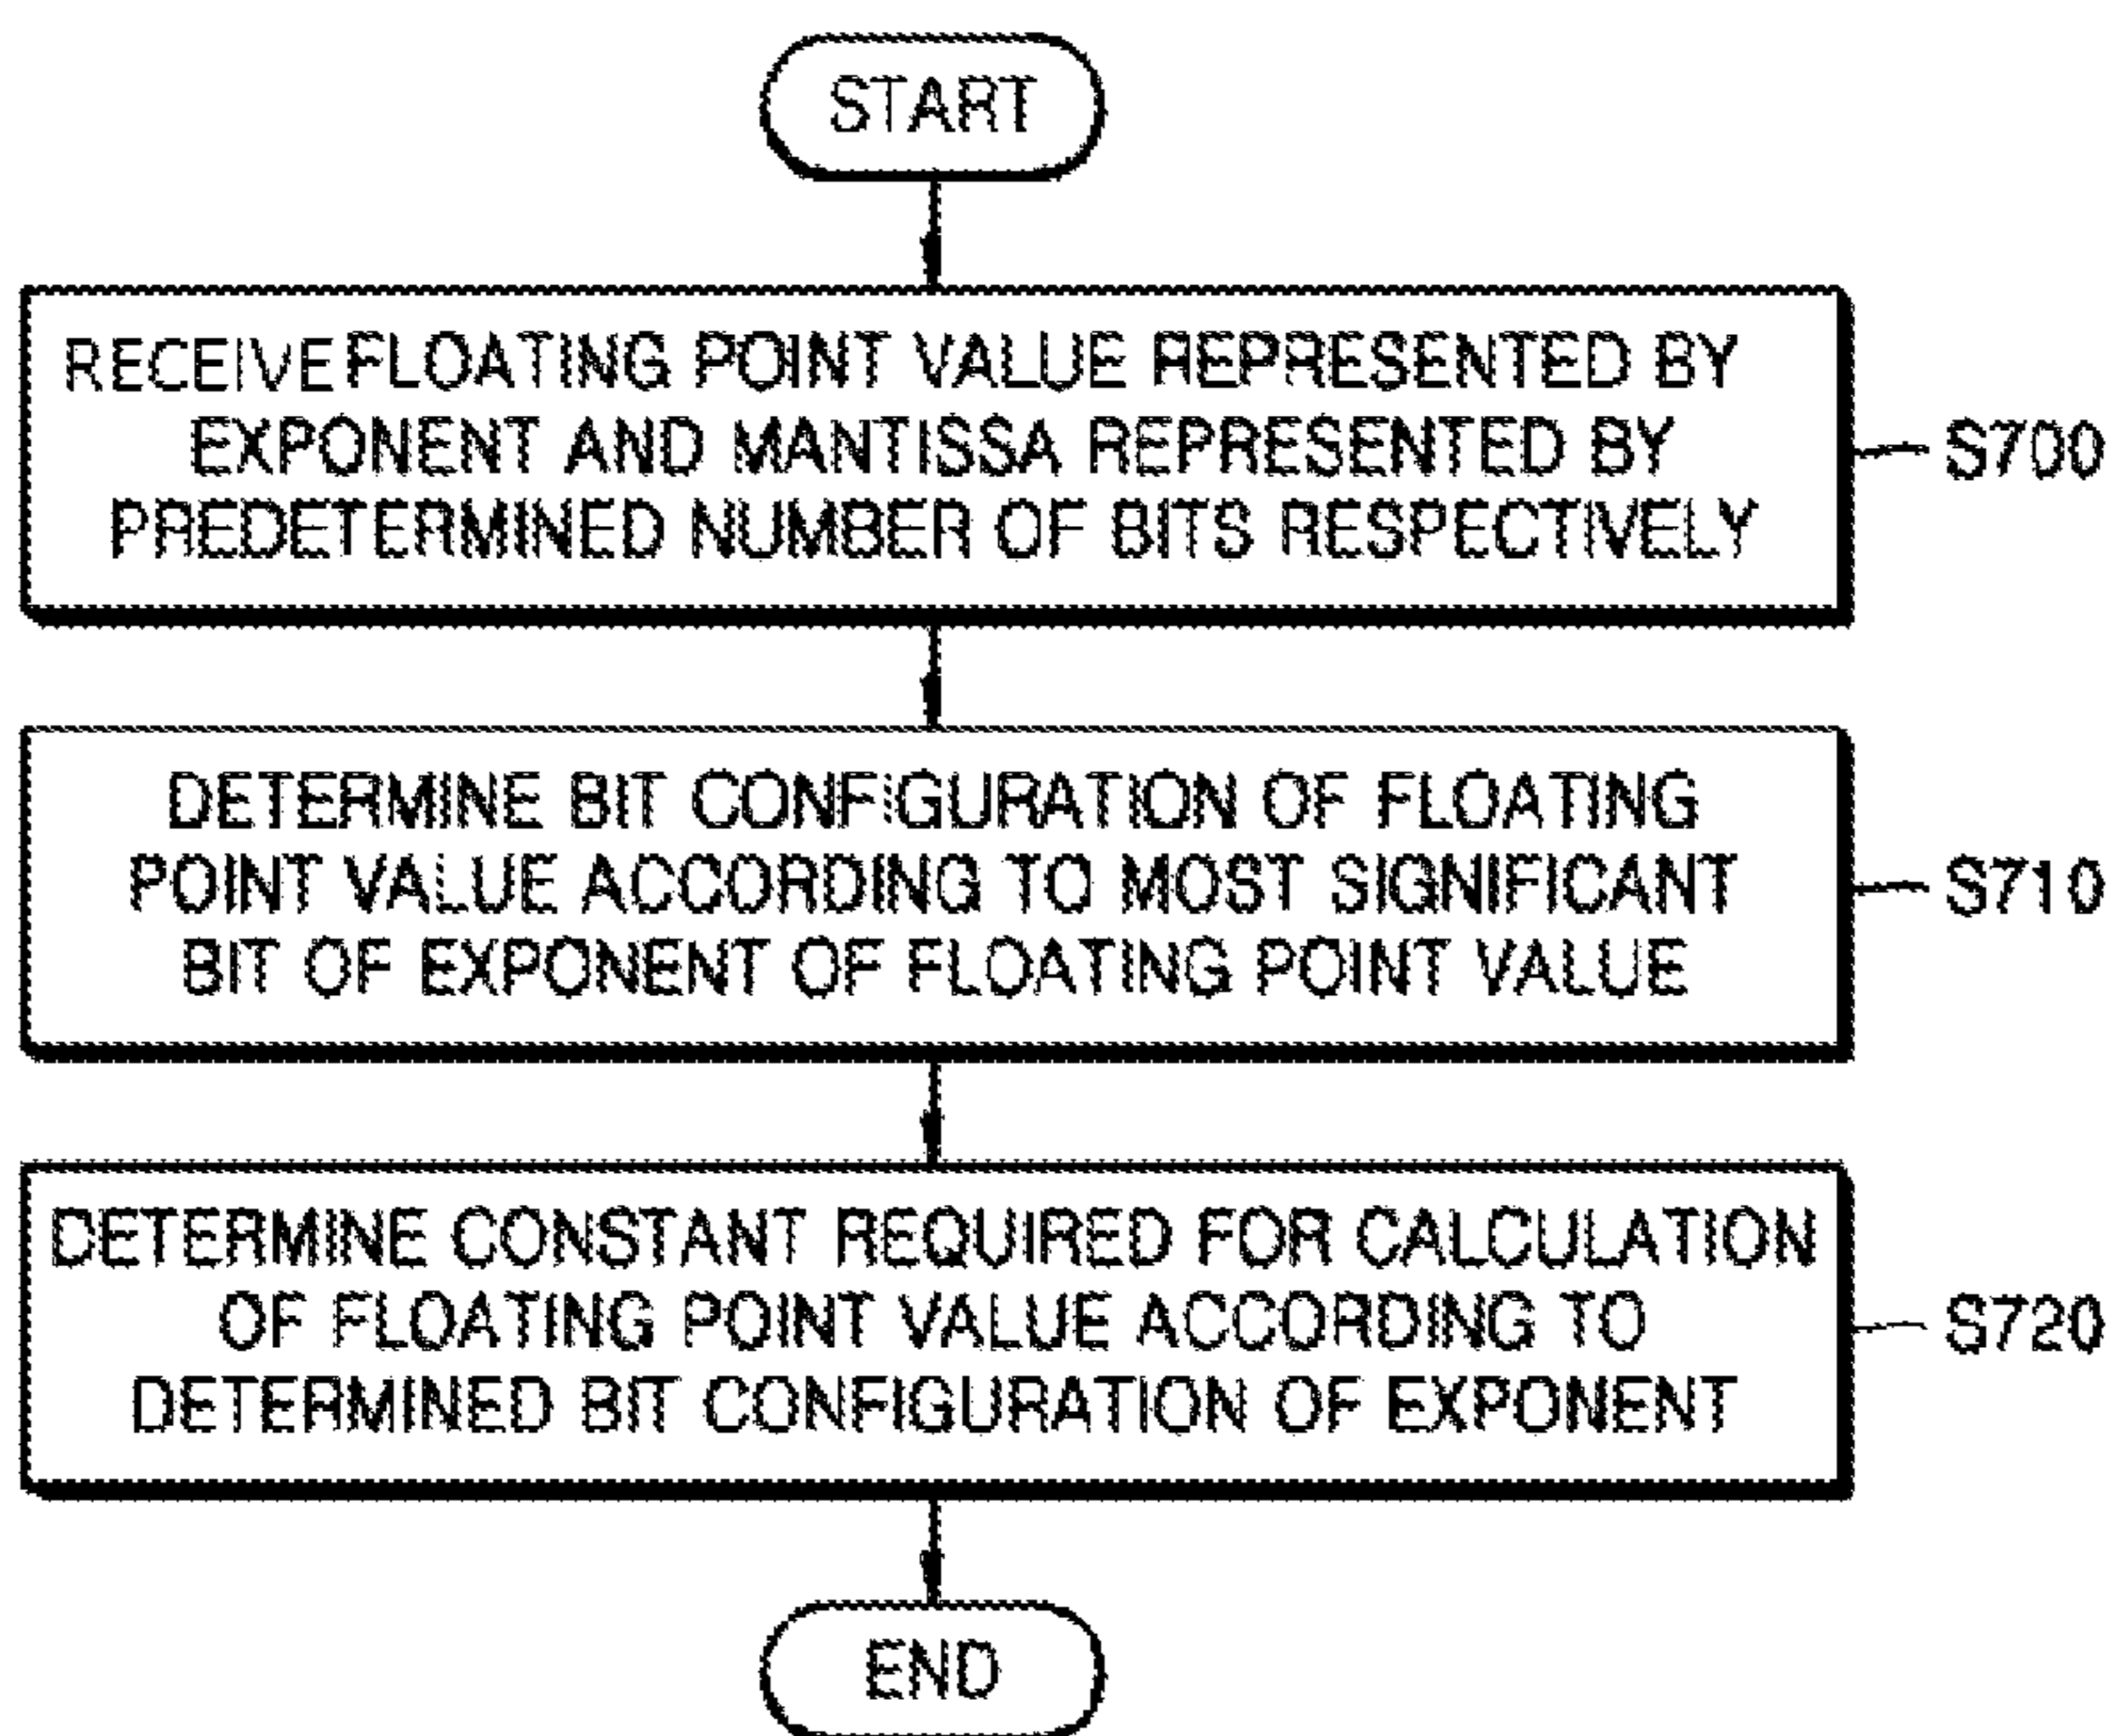 START
RECEIVE FLOATING POINT VALUE REPRESENTED BY
EXPONENT AND MANTISSA REPRESENTED BY
PREDETERMINED NUMBER OF BITS RESPECTIVELY
S700
DETERMINE BIT CONFIGURATION OF FLOATING
POINT VALUE ACCORDING TO MOST SIGNIFICANT
BIT OF EXPONENT OF FLOATING POINT VALUE
S710
DETERMINE CONSTANT REQUIRED FOR CALCULATION
OF FLOATING POINT VALUE ACCORDING TO
DETERMINED BIT CONFIGURATION OF EXPONENT
S720
END